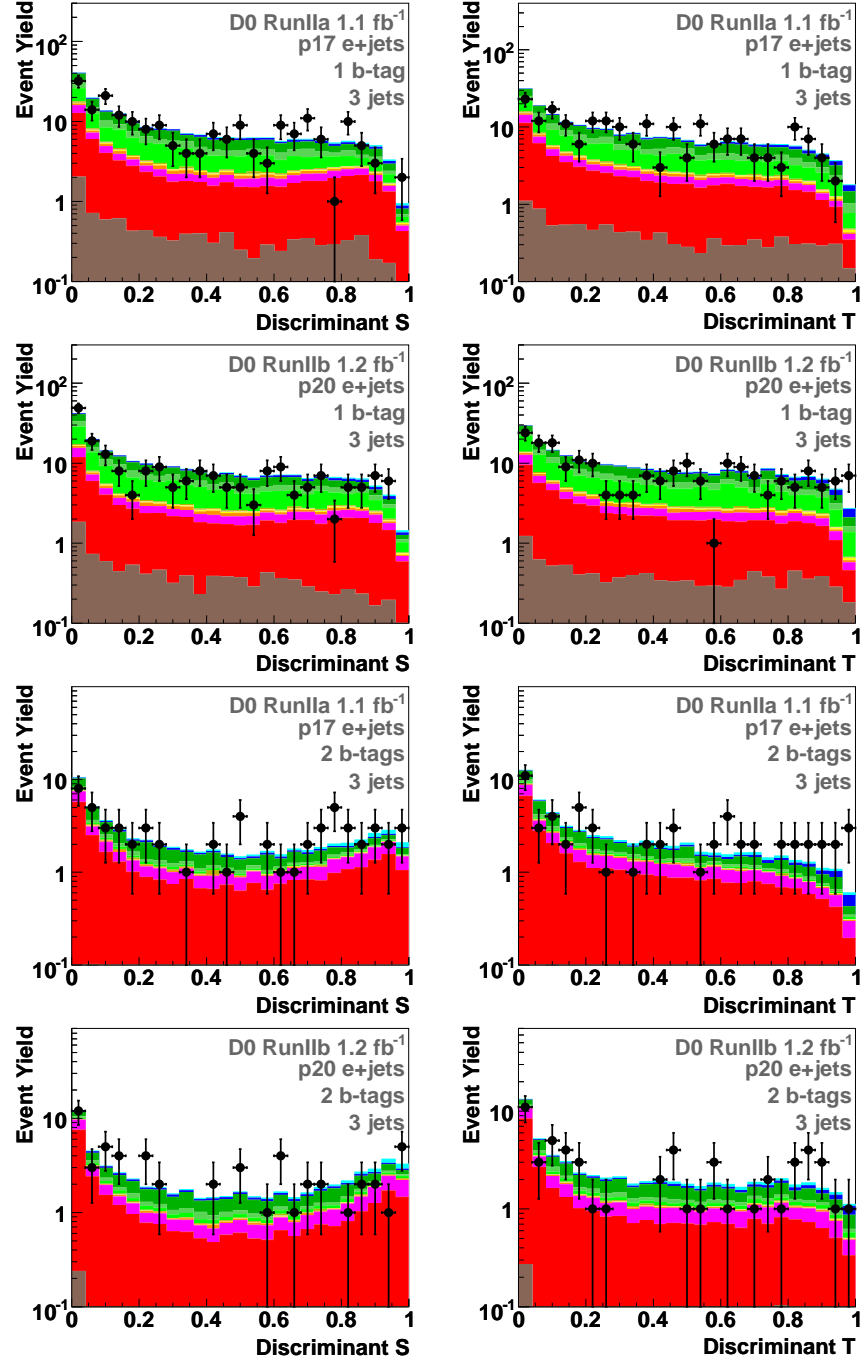 Event Yield
D0 RunIIa 1.1 fb-1
p17 e+jets
1 b-tag
3 jets
10²
10
1
10-1
0 0.2 0.4 0.6 0.8 1
Discriminant S
Event Yield
D0 RunIIa 1.1 fb-1
p17 e+jets
1 b-tag
3 jets
10²
10
1
10-1
0 0.2 0.4 0.6 0.8 1
Discriminant T
Event Yield
D0 RunIIb 1.2 fb-1
p20 e+jets
1 b-tag
3 jets
10²
10
1
10-1
0 0.2 0.4 0.6 0.8 1
Discriminant S
Event Yield
D0 RunIIb 1.2 fb-1
p20 e+jets
1 b-tag
3 jets
10²
10
1
10-1
0 0.2 0.4 0.6 0.8 1
Discriminant T
Event Yield
D0 RunIIa 1.1 fb-1
p17 e+jets
2 b-tags
3 jets
10
1
10-1
0 0.2 0.4 0.6 0.8 1
Discriminant S
Event Yield
D0 RunIIa 1.1 fb-1
p17 e+jets
2 b-tags
3 jets
10
1
10-1
0 0.2 0.4 0.6 0.8 1
Discriminant T
Event Yield
D0 RunIIb 1.2 fb-1
p20 e+jets
2 b-tags
3 jets
10
1
10-1
0 0.2 0.4 0.6 0.8 1
Discriminant S
Event Yield
D0 RunIIb 1.2 fb-1
p20 e+jets
2 b-tags
3 jets
10
1
10-1
0 0.2 0.4 0.6 0.8 1
Discriminant T